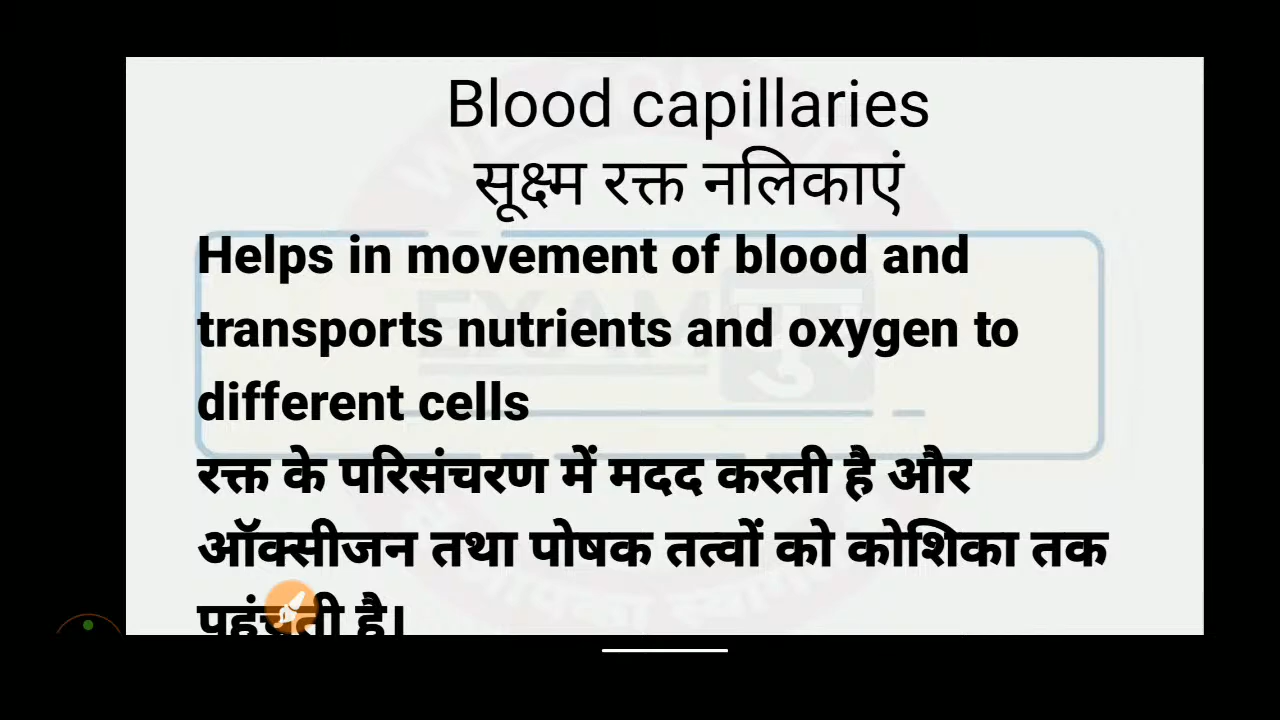 Blood capillaries
सूक्ष्म रक्त नलिकाएं
Helps in movement of blood and
transports nutrients and oxygen to
different cells
रक्त के परिसंचरण में मदद करती है और
ऑक्सीजन तथा पोषक तत्वों को कोशिका तक
है।
EXAM गुरु